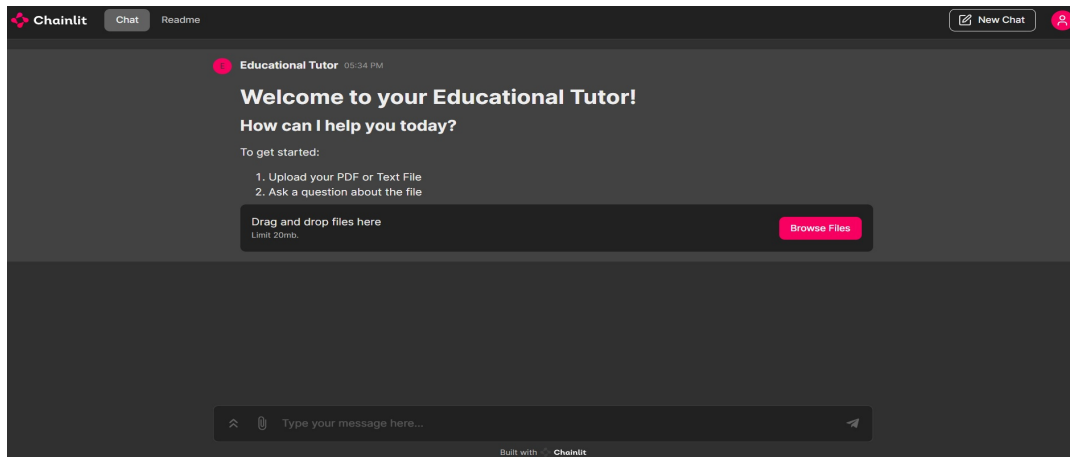 Chainlit Chat Readme New Chat
E Educational Tutor 05:34 PM
Welcome to your Educational Tutor!
How can I help you today?
To get started:
1. Upload your PDF or Text File
2. Ask a question about the file
Drag and drop files here
Limit 20mb.
Browse Files
Type your message here...
Built with Chainlit